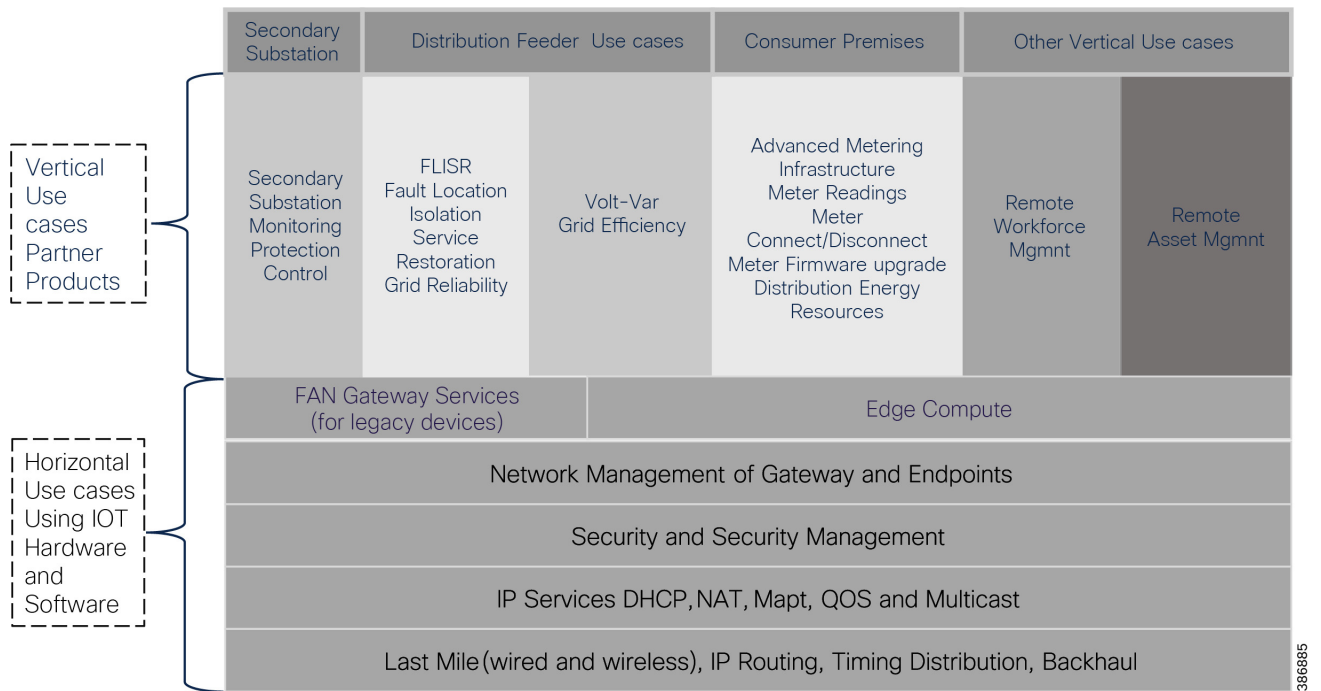 Secondary
Substation
Distribution Feeder Use cases
Consumer Premises
Other Vertical Use cases
Vertical
Use
cases
Partner
Products
Secondary
Substation
Monitoring
Protection
Control
FLISR
Fault Location
Isolation
Service
Restoration
Grid Reliability
Volt-Var
Grid Efficiency
Advanced Metering
Infrastructure
Meter Readings
Meter
Connect/Disconnect
Meter Firmware upgrade
Distribution Energy
Resources
Remote
Workforce
Mgmnt
Remote
Asset Mgmnt
Horizontal
Use cases
Using IOT
Hardware
and
Software
FAN Gateway Services
(for legacy devices)
Edge Compute
Network Management of Gateway and Endpoints
Security and Security Management
IP Services DHCP, NAT, Mapt, QOS and Multicast
Last Mile (wired and wireless), IP Routing, Timing Distribution, Backhaul
386885